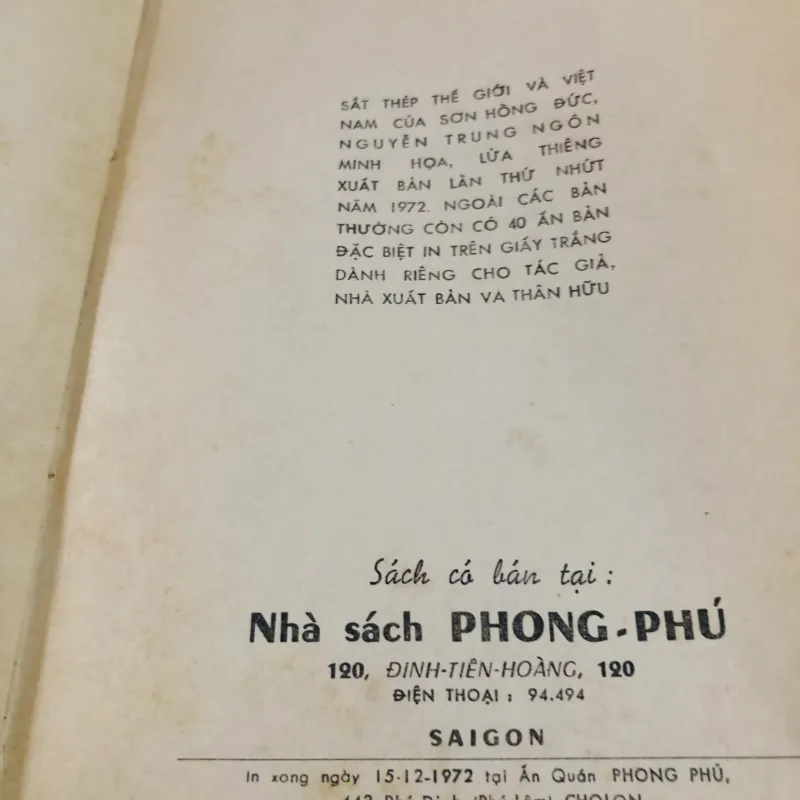 SẮT THÉP THẾ GIỚI VÀ VIỆT
NAM CỦA SƠN HỒNG ĐỨC,
NGUYỄN TRUNG NGÔN
MINH HỌA, LỬA THIÊNG
XUẤT BẢN LẦN THỨ NHỨT
NĂM 1972. NGOÀI CÁC BẢN
THƯỜNG CÒN CÓ 40 ẤN BẢN
ĐẶC BIỆT IN TRÊN GIẤY TRẮNG
DÀNH RIÊNG CHO TÁC GIẢ,
NHÀ XUẤT BẢN VÀ THÂN HỮU
Sách có bán tại :
Nhà sách PHONG-PHÚ
120, ĐINH-TIÊN-HOÀNG, 120
ĐIỆN THOẠI : 94.494
SAIGON
In xong ngày 15-12-1972 tại Ấn Quán PHONG PHÚ,